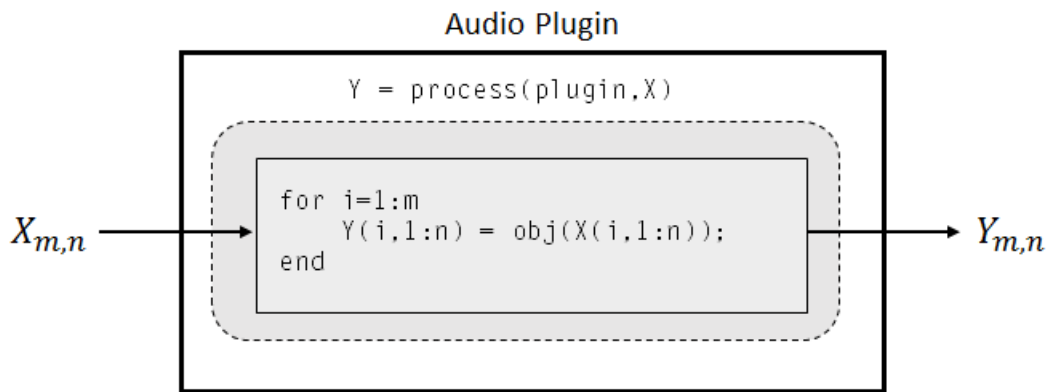 Audio Plugin
Y = process(plugin,X)
for i=1:m
X_{m,n}
Y(i,1:n) = obj(X(i,1:n));
Y_{m,n}
end